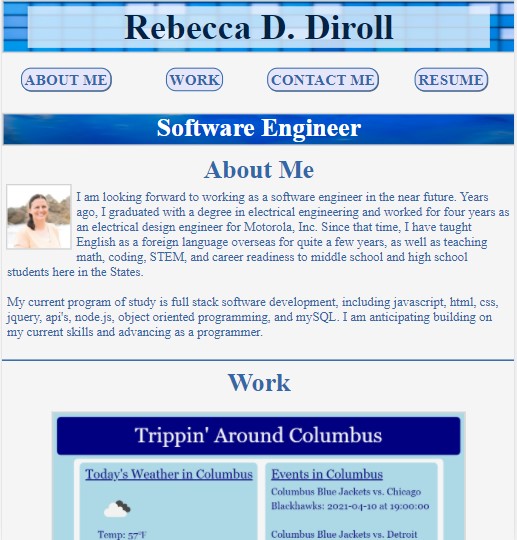 Rebecca D. Diroll
ABOUT ME WORK CONTACT ME RESUME
Software Engineer
About Me
I am looking forward to working as a software engineer in the near future. Years
ago, I graduated with a degree in electrical engineering and worked for four years as
an electrical design engineer for Motorola, Inc. Since that time, I have taught
English as a foreign language overseas for quite a few years, as well as teaching
math, coding, STEM, and career readiness to middle school and high school
students here in the States.
My current program of study is full stack software development, including javascript, html, css,
jquery, api's, node.js, object oriented programming, and mySQL. I am anticipating building on
my current skills and advancing as a programmer.
Work
Trippin' Around Columbus
Today's Weather in Columbus
Temp: 57°F
Events in Columbus
Columbus Blue Jackets vs. Chicago
Blackhawks: 2021-04-10 at 19:00:00
Columbus Blue Jackets vs. Detroit